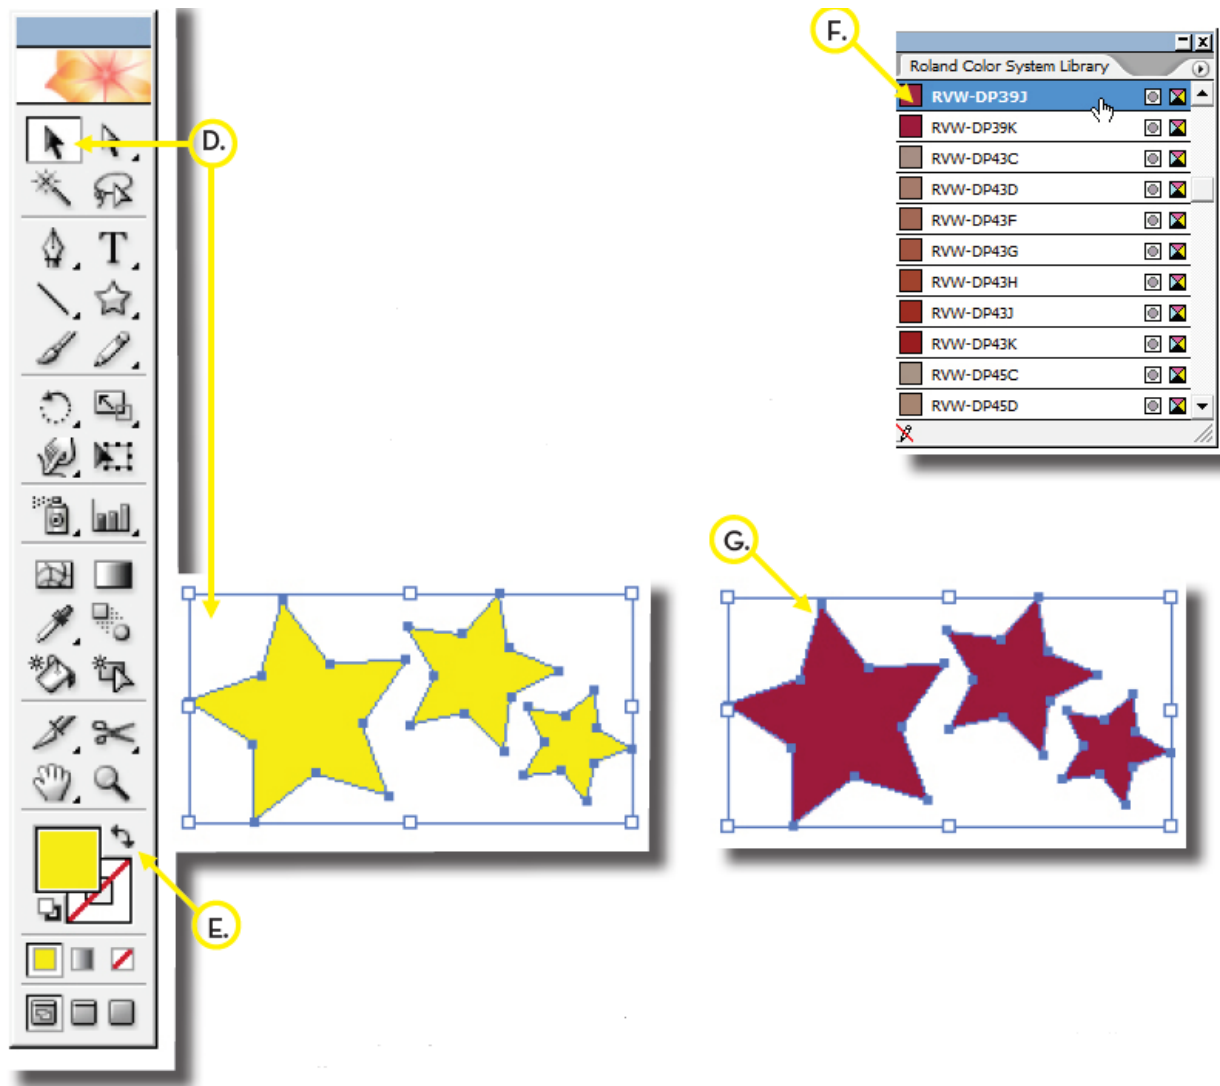 F.
Roland Color System Library
RVW-DP39J
RVW-DP39K
RVW-DP43C
RVW-DP43D
RVW-DP43F
RVW-DP43G
RVW-DP43H
RVW-DP43J
RVW-DP43K
RVW-DP45C
RVW-DP45D
D.
T
G.
E.